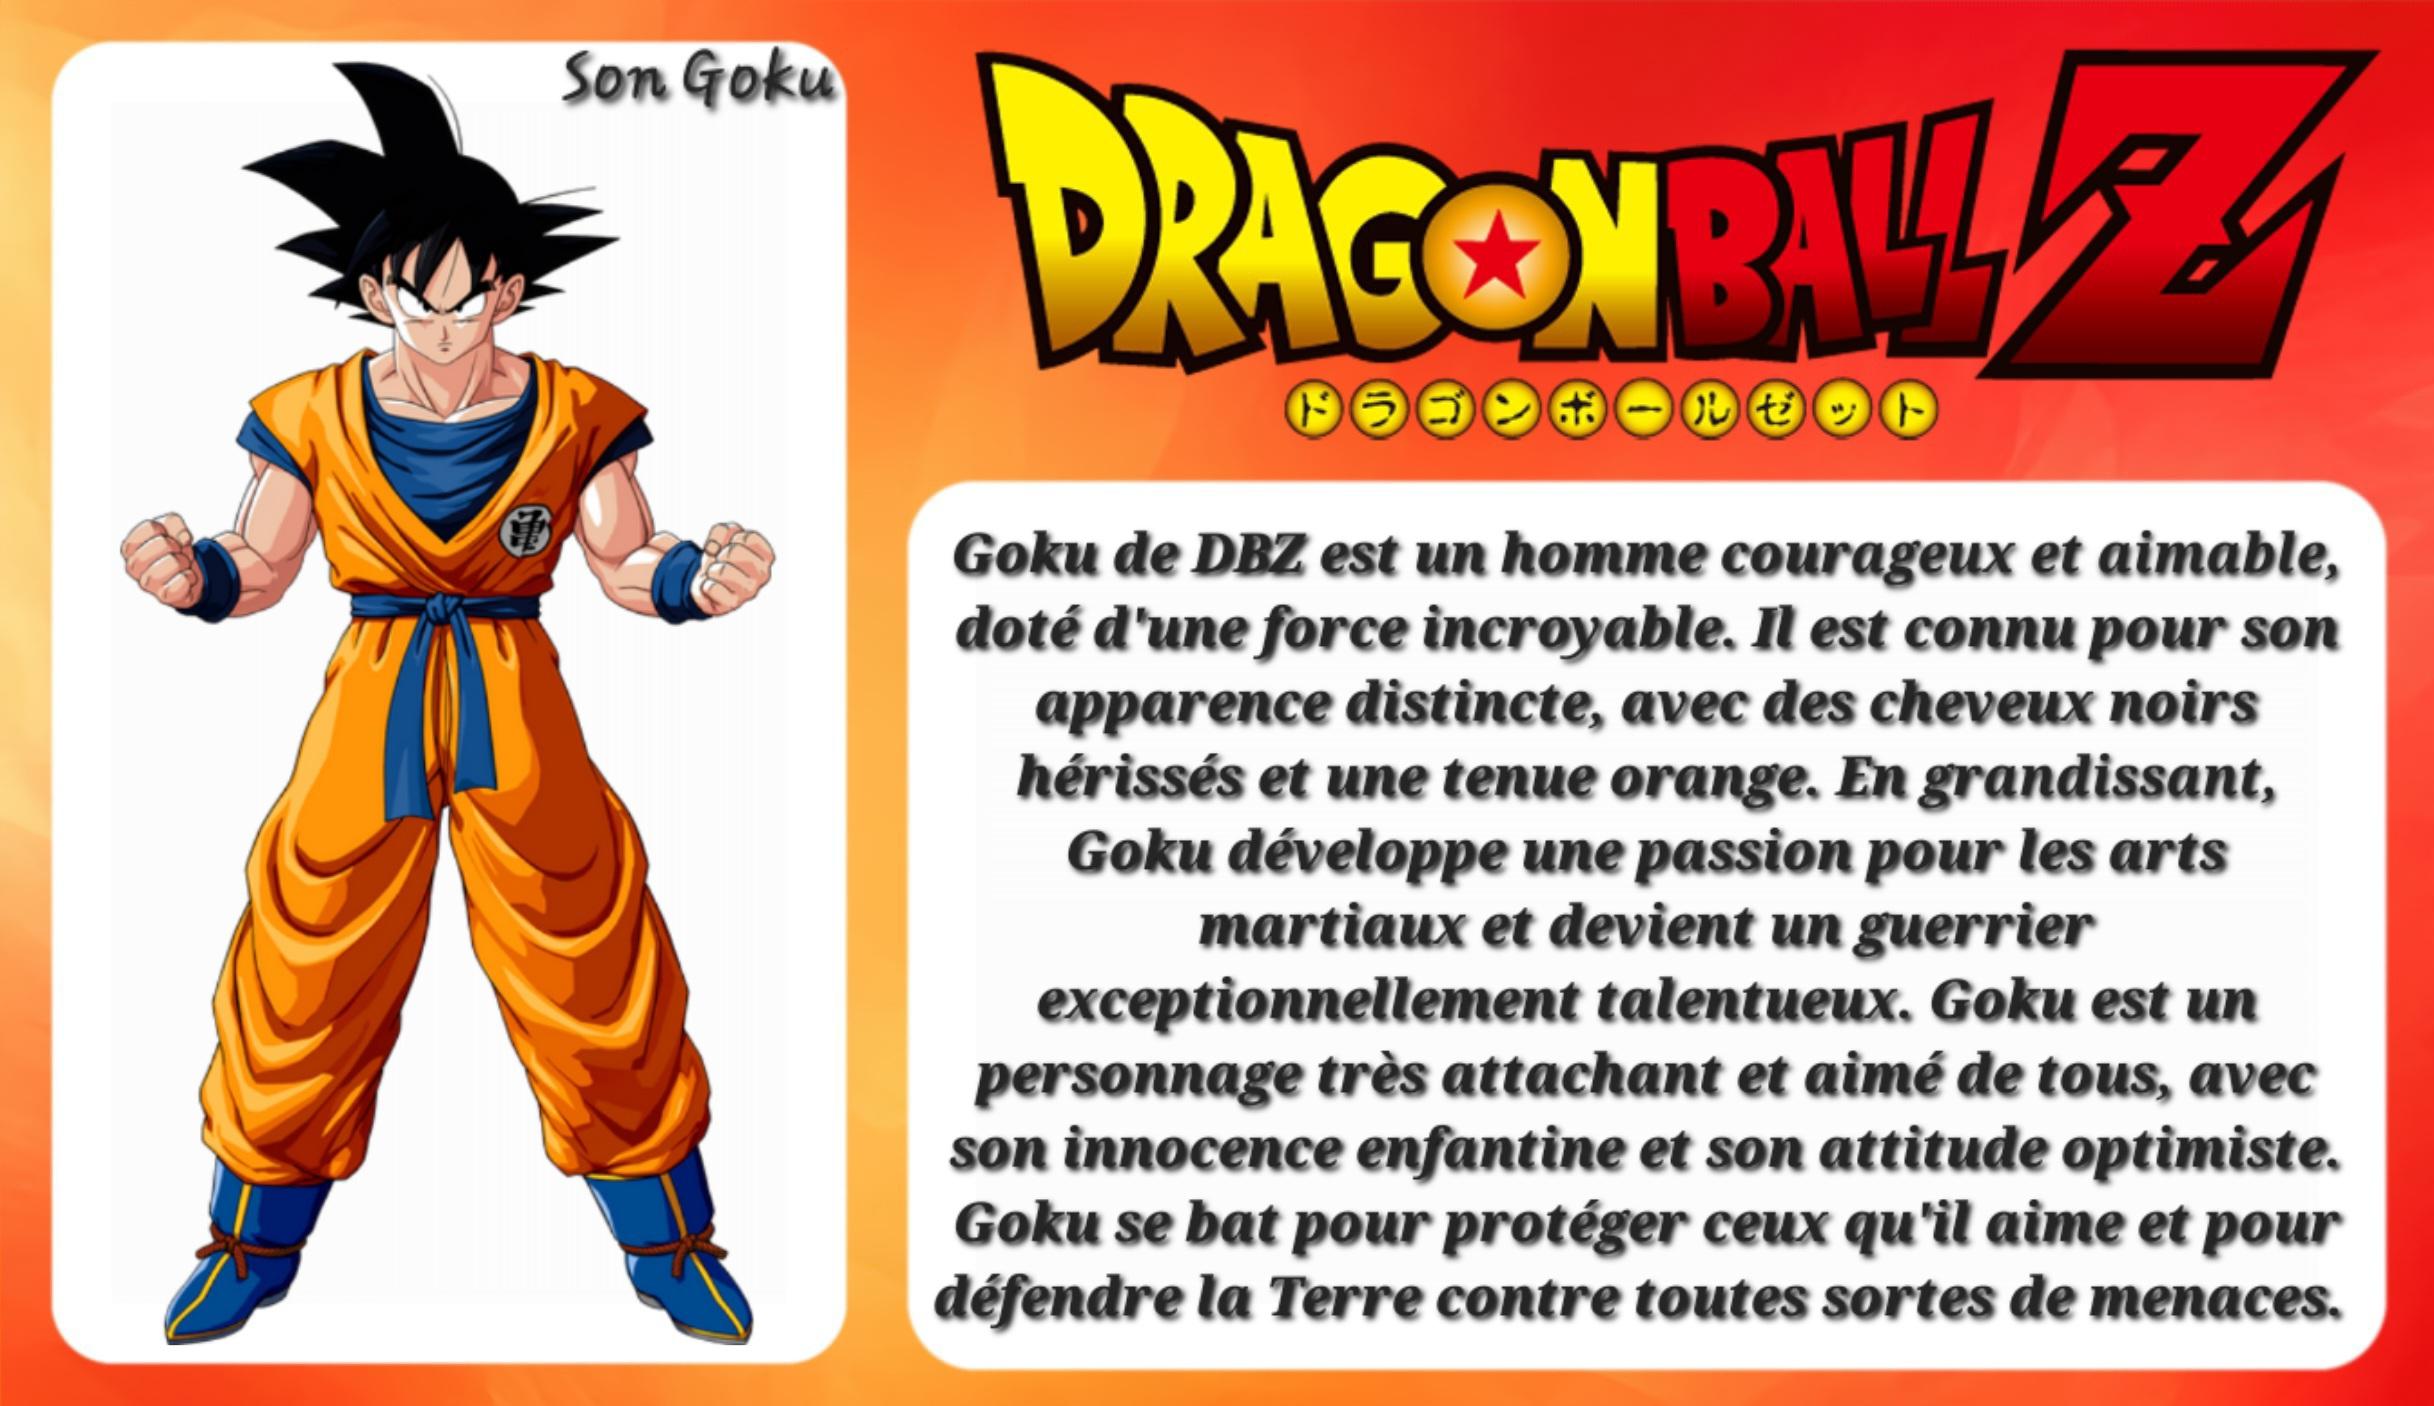 Son Goku
DRAGONBALL Z
ドラゴンボールゼット
亀
Goku de DBZ est un homme courageux et aimable,
doté d'une force incroyable. Il est connu pour son
apparence distincte, avec des cheveux noirs
hérissés et une tenue orange. En grandissant,
Goku développe une passion pour les arts
martiaux et devient un guerrier
exceptionnellement talentueux. Goku est un
personnage très attachant et aimé de tous, avec
son innocence enfantine et son attitude optimiste.
Goku se bat pour protéger ceux qu'il aime et pour
défendre la Terre contre toutes sortes de menaces.